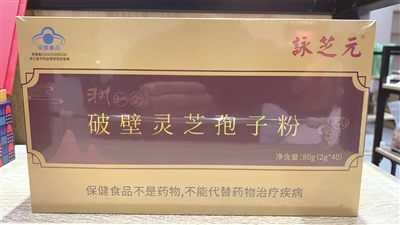 保健食品
詠芝元
破壁灵芝孢子粉
净含量:80g(2g*40)
保健食品不是药物,不能代替药物治疗疾病